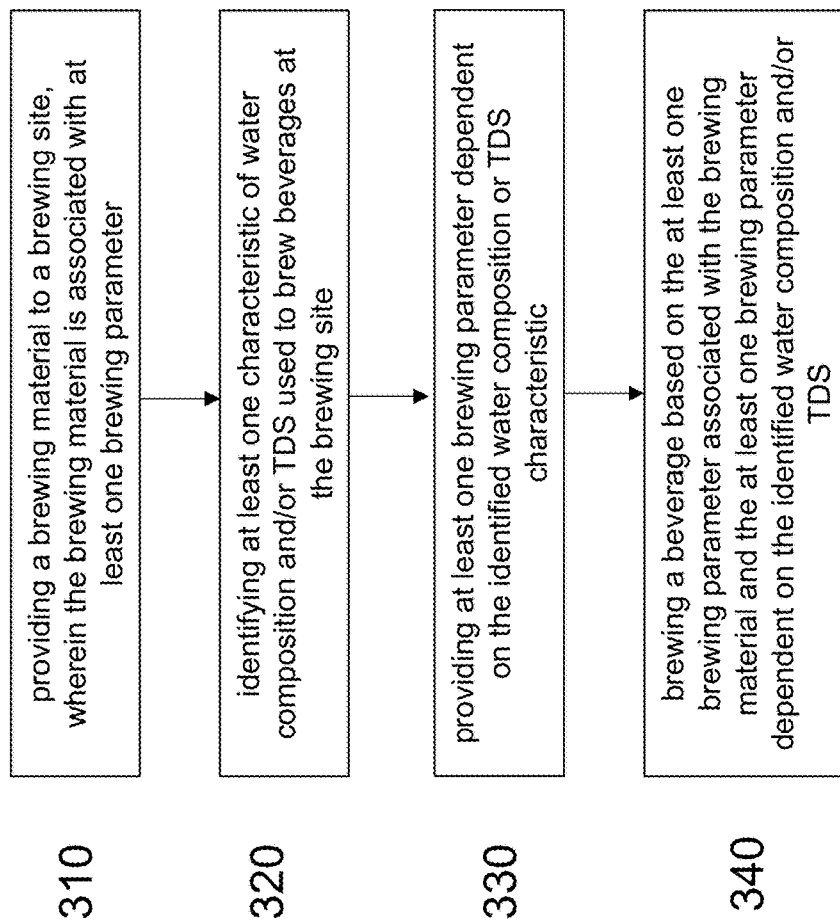 310
providing a brewing material to a brewing site,
wherein the brewing material is associated with at
least one brewing parameter
320
identifying at least one characteristic of water
composition and/or TDS used to brew beverages at
the brewing site
330
providing at least one brewing parameter dependent
on the identified water composition or TDS
characteristic
340
brewing a beverage based on the at least one
brewing parameter associated with the brewing
material and the at least one brewing parameter
dependent on the identified water composition and/or
TDS